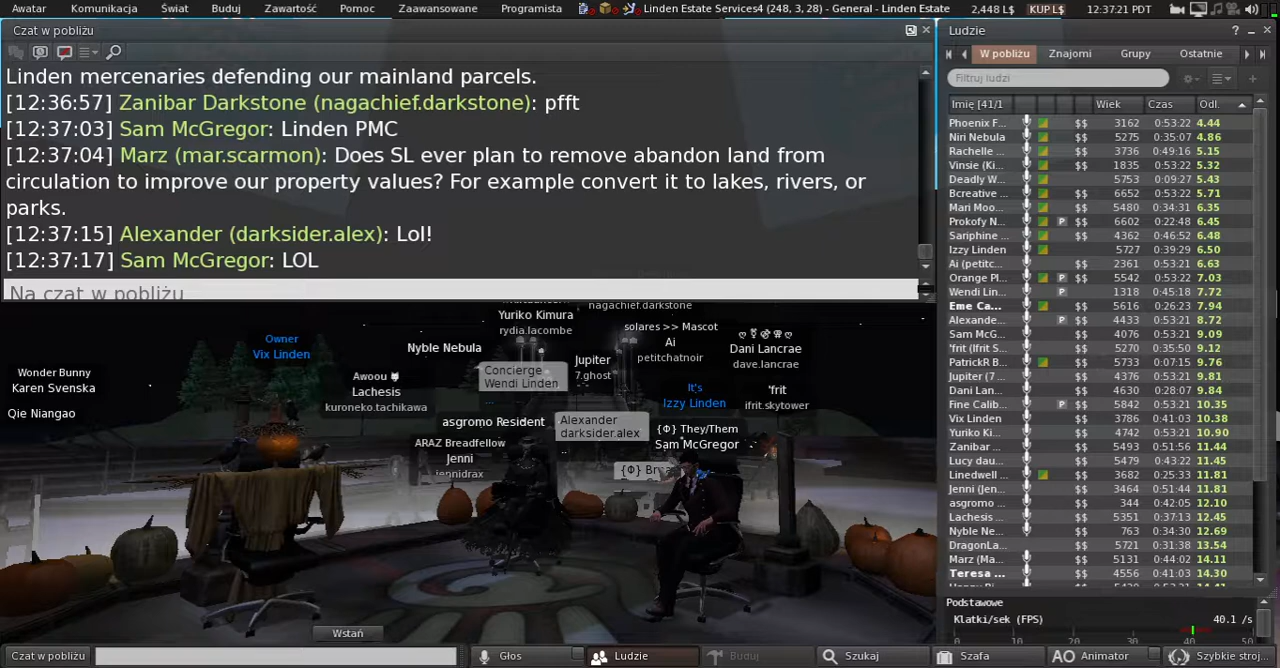 Awatar Komunikacja Świat Buduj Zawartość Pomoc Zaawansowane Programista Linden Estate Services4 (248, 3, 28) - General - Linden Estate 2,448 L$ KUP L$ 12:37:21 PDT
Czat w pobliżu
Linden mercenaries defending our mainland parcels.
[12:36:57] Zanibar Darkstone (nagachief.darkstone): pfft
[12:37:03] Sam McGregor: Linden PMC
[12:37:04] Marz (mar.scarmon): Does SL ever plan to remove abandon land from
circulation to improve our property values? For example convert it to lakes, rivers, or
parks.
[12:37:15] Alexander (darksider.alex): Lol!
[12:37:17] Sam McGregor: LOL
Na czat w pobliżu
nagachief.darkstone
Yuriko Kimura
rydia.lacombe
solares >> Mascot
Ai
petitchatnoir
Dani Lancrae
dave.lancrae
Owner
Vix Linden
Nyble Nebula
Jupiter
7.ghost
Concierge
Wendi Linden
Wonder Bunny
Karen Svenska
Awoou
Lachesis
kuroneko.tachikawa
It's
Izzy Linden
'frit
ifrit.skytower
Qie Niangao
asgromo Resident
Alexander
darksider.alex
{Φ} They/Them
Sam McGregor
ARAZ Breadfellow
Jenni
jennidrax
Wstań
Ludzie
W pobliżu Znajomi Grupy Ostatnie
Filtruj ludzi
Imię [41/1 Wiek Czas Odl.
Phoenix F... $$ 3162 0:53:22 4.44
Niri Nebula $$ 5275 0:35:07 4.86
Rachelle ... $$ 3736 0:49:16 5.15
Vinsie (Ki... $$ 1835 0:53:22 5.32
Deadly W... 5753 0:09:27 5.43
Bcreative ... $$ 6652 0:53:22 5.71
Mari Moo... $$ 5480 0:34:31 6.35
Prokofy N... P $$ 6602 0:22:48 6.45
Sariphine ... $$ 4362 0:46:52 6.48
Izzy Linden 5727 0:39:29 6.50
Ai (petitc... $$ 2361 0:53:21 6.63
Orange Pl... P $$ 5542 0:53:22 7.03
Wendi Lin... P 1318 0:45:18 7.72
Eme Ca... $$ 5616 0:26:23 7.94
Alexande... P $$ 4433 0:53:21 8.72
Sam McG... $$ 4076 0:53:21 9.09
'frit (Ifrit S... $$ 5270 0:35:50 9.12
PatrickR B... $$ 5733 0:07:15 9.76
Jupiter (7 ... $$ 4376 0:53:21 9.81
Dani Lan... $$ 4630 0:28:07 9.84
Fine Calib... P $$ 5842 0:53:21 10.35
Vix Linden $$ 3786 0:41:03 10.38
Yuriko Ki... $$ 4742 0:53:21 10.90
Zanibar ... $$ 5493 0:51:56 11.44
Lucy dau... $$ 5479 0:43:22 11.45
Linedwell ... $$ 3682 0:25:33 11.81
Jenni (Jen... $$ 3464 0:51:44 11.81
asgromo ... $$ 344 0:42:05 12.10
Lachesis ... $$ 5351 0:37:13 12.45
Nyble Ne... $$ 763 0:34:30 12.69
DragonLa... $$ 5721 0:31:38 13.54
Marz (Ma... $$ 5131 0:44:02 14.11
Teresa ... $$ 4556 0:41:03 14.30
Podstawowe
Klatki/sek (FPS) 40.1 /s
0 10 20 30 40 50
Czat w pobliżu Głos Ludzie Buduj Szukaj Szafa AO Animator Szybkie stroj...